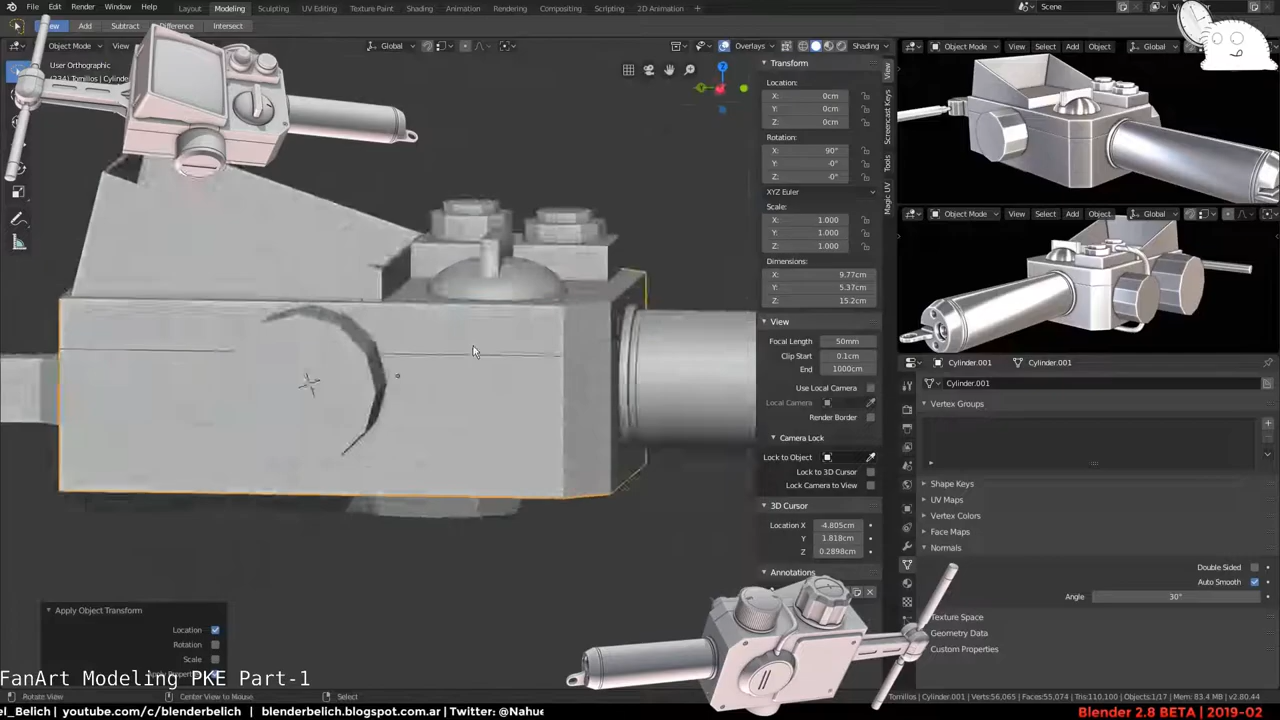 File Edit Render Window Help
Layout Modeling Sculpting UV Editing Texture Paint Shading Animation Rendering Compositing Scripting 2D Animation +
Scene
Add Subtract Difference Intersect
Object Mode View Global Overlays Shading
User Orthographic
Tornillos | Cylinder
Transform
Location:
X: 0cm
Y: 0cm
Z: 0cm
Rotation:
X: 90°
Y: -0°
Z: -0°
XYZ Euler
Scale:
X: 1.000
Y: 1.000
Z: 1.000
Dimensions:
X: 9.77cm
Y: 5.37cm
Z: 15.2cm
View
Focal Length 50mm
Clip Start 0.1cm
End 1000cm
Use Local Camera
Local Camera
Render Border
Camera Lock
Lock to Object
Lock to 3D Cursor
Lock Camera to View
3D Cursor
Location X -4.805cm
Y 1.818cm
Z 0.2898cm
Annotations
View
Screencast Keys
Tools
Magic UV
Object Mode View Select Add Object Global
Object Mode View Select Add Object Global
Cylinder.001 Cylinder.001
Cylinder.001
Vertex Groups
Shape Keys
UV Maps
Vertex Colors
Face Maps
Normals
Double Sided
Auto Smooth
Angle 30°
Texture Space
Geometry Data
Custom Properties
Apply Object Transform
Location
Rotation
Scale
FanArt Modeling PKE Part-1
Rotate View Center View to Mouse Select
Tornillos | Cylinder.001 | Verts:56,065 | Faces:55,074 | Tris:110,100 | Objects:1/17 | Mem: 83.4 MB | v2.80.44
el_Belich | youtube.com/c/blenderbelich | blenderbelich.blogspot.com.ar | Twitter: @Nahue
Blender 2.8 BETA | 2019-02